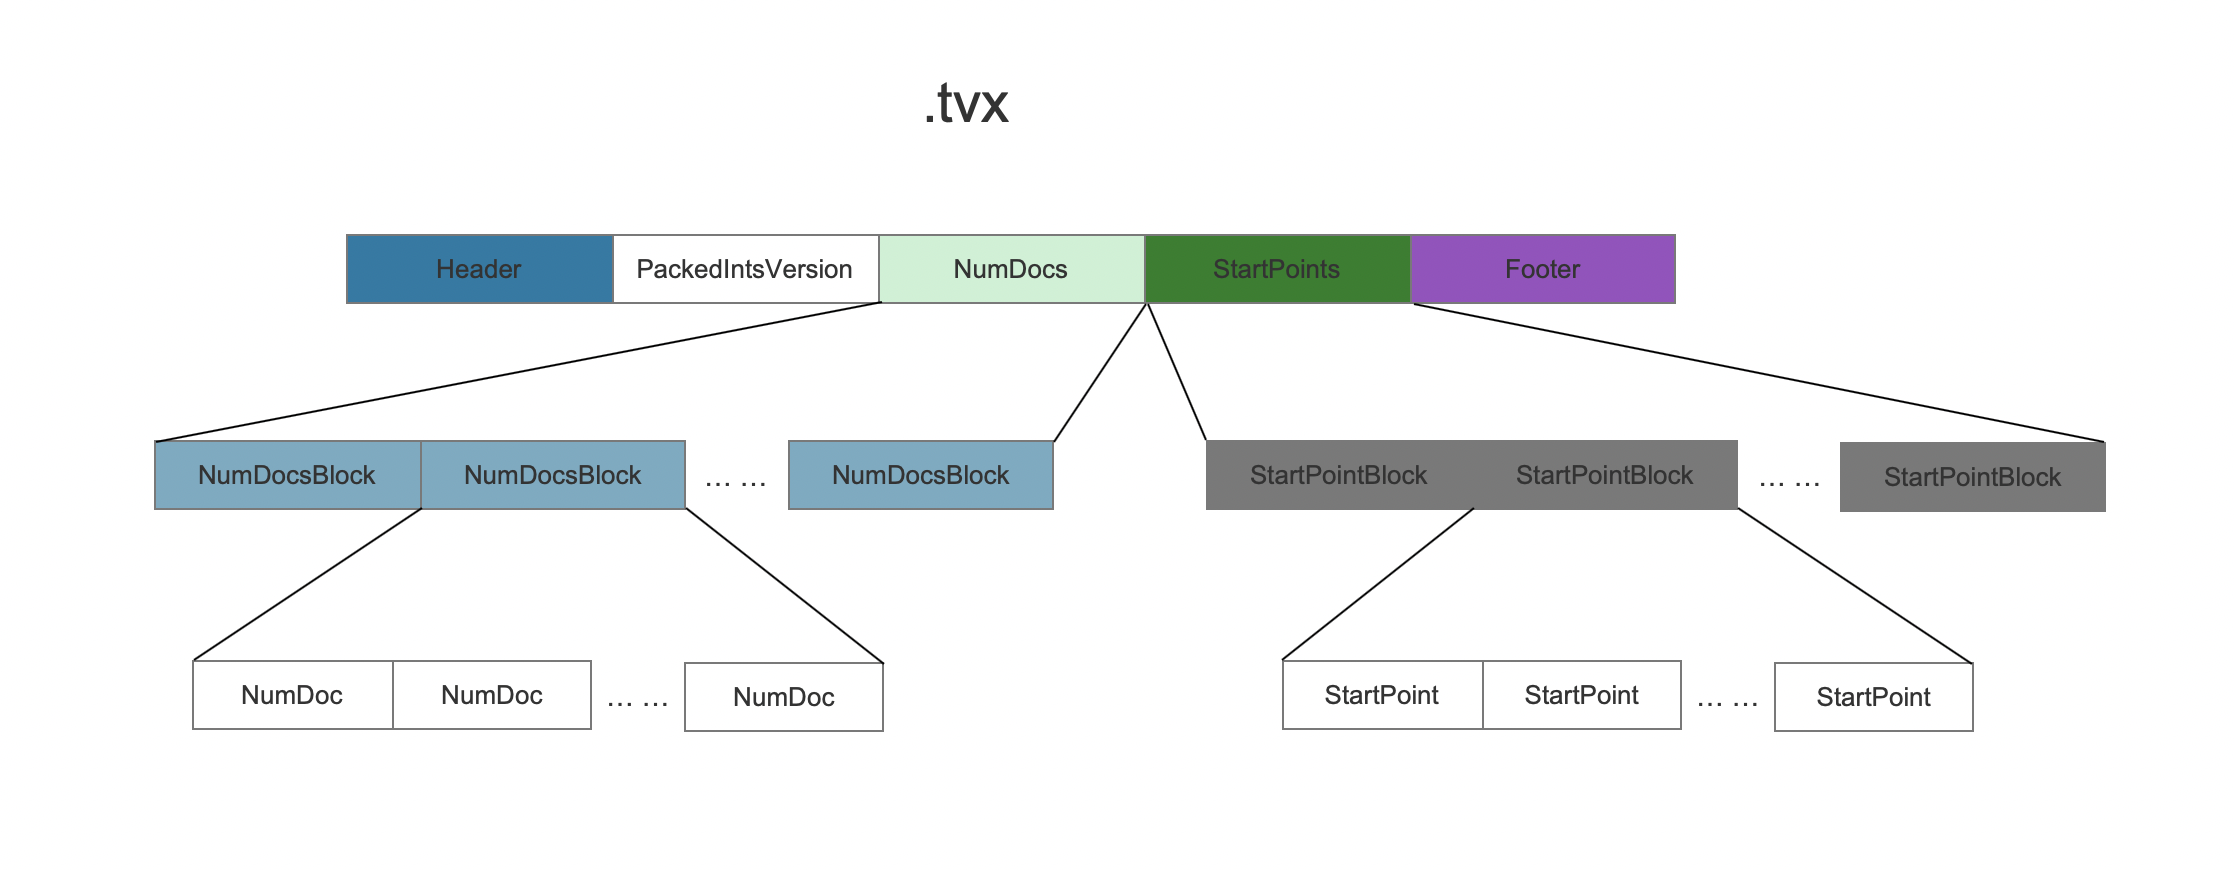 .tvx
Header PackedIntsVersion NumDocs StartPoints Footer
NumDocsBlock NumDocsBlock ... ... NumDocsBlock StartPointBlock StartPointBlock ... ... StartPointBlock
NumDoc NumDoc ... ... NumDoc StartPoint StartPoint ... ... StartPoint